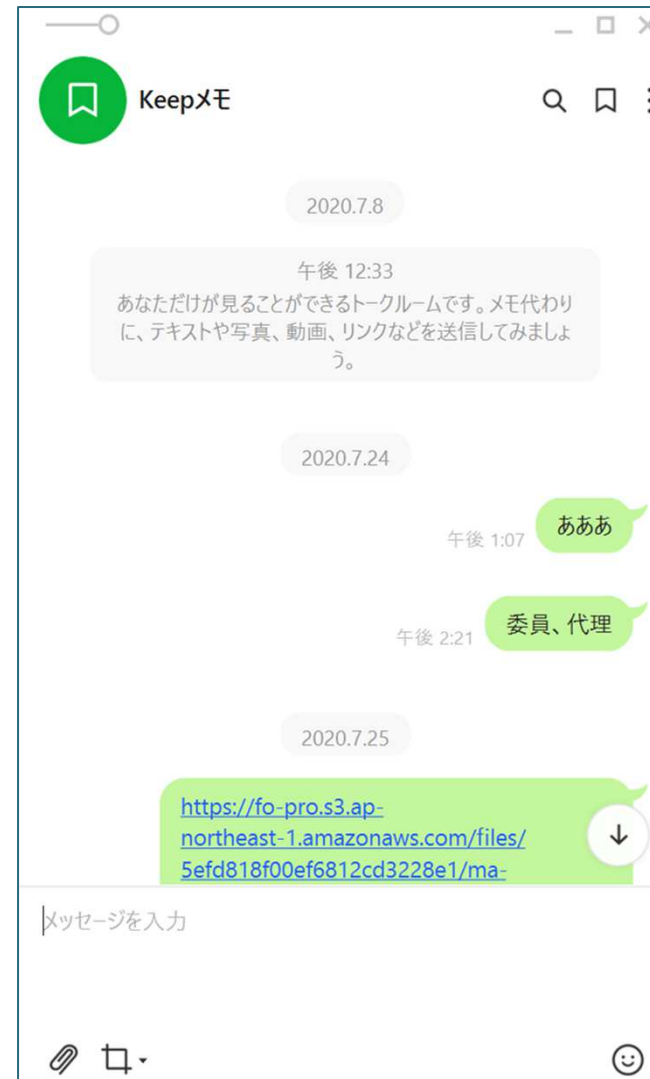 Keepメモ
2020.7.8
午後 12:33
あなただけが見ることができるトークルームです。メモ代わり
に、テキストや写真、動画、リンクなどを送信してみましょ
う。
2020.7.24
午後 1:07
あああ
午後 2:21
委員、代理
2020.7.25
https://fo-pro.s3.ap-
northeast-1.amazonaws.com/files/
5efd818f00ef6812cd3228e1/ma-
メッセージを入力